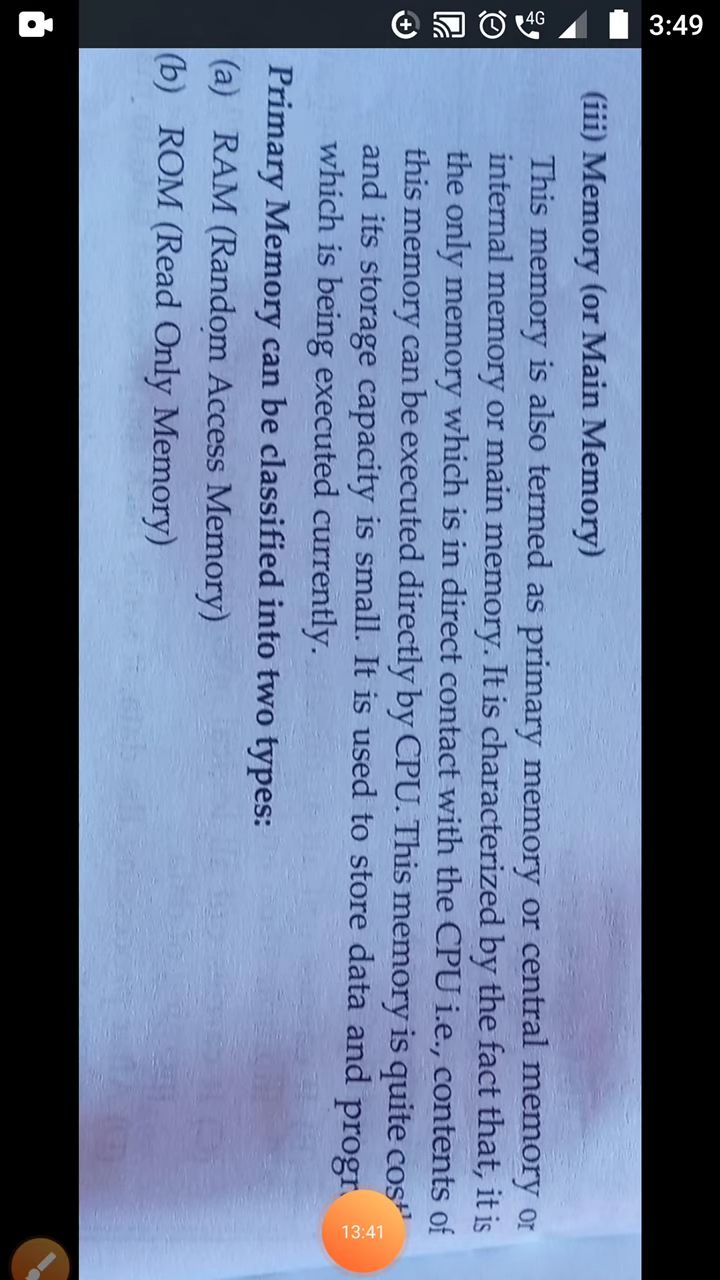 4G
3:49
(iii) Memory (or Main Memory)
This memory is also termed as primary memory or central memory or
internal memory or main memory. It is characterized by the fact that, it is
the only memory which is in direct contact with the CPU i.e., contents of
this memory can be executed directly by CPU. This memory is quite
and its storage capacity is small. It is used to store data and
which is being executed currently.
Primary Memory can be classified into two types:
(a) RAM (Random Access Memory)
(b) ROM (Read Only Memory)
13:41